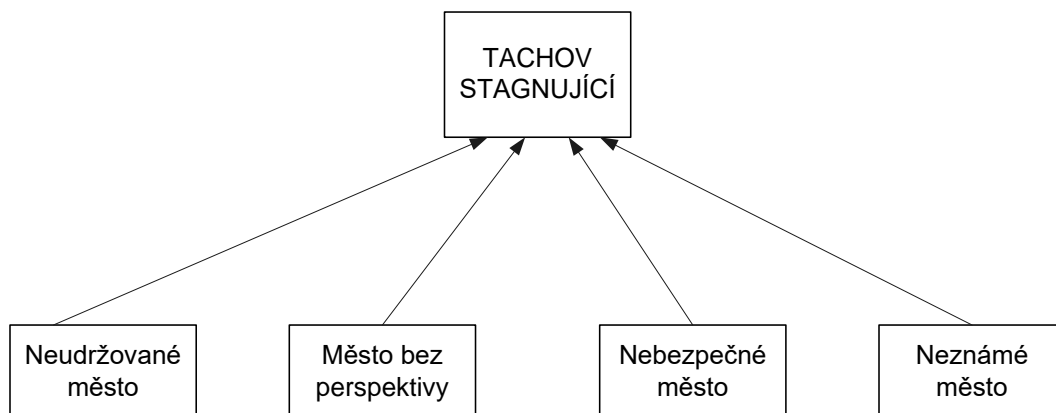 TACHOV
STAGNUJÍCÍ
Neudržované
město
Město bez
perspektivy
Nebezpečné
město
Neznámé
město